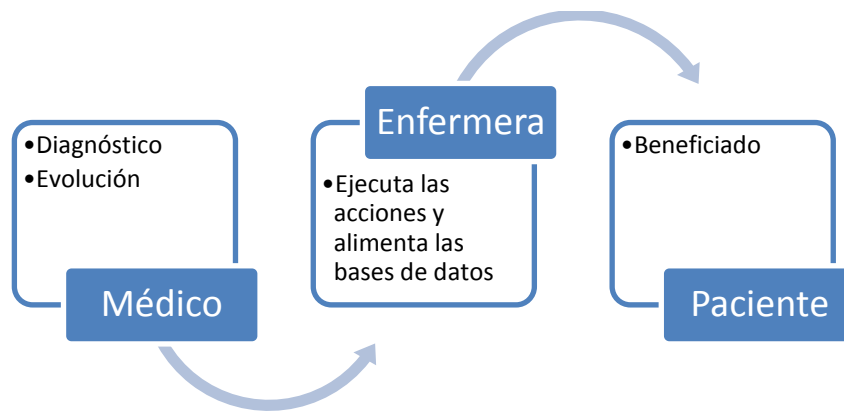 •Diagnóstico
•Evolución
Médico
Enfermera
•Ejecuta las
acciones y
alimenta las
bases de datos
•Beneficiado
Paciente